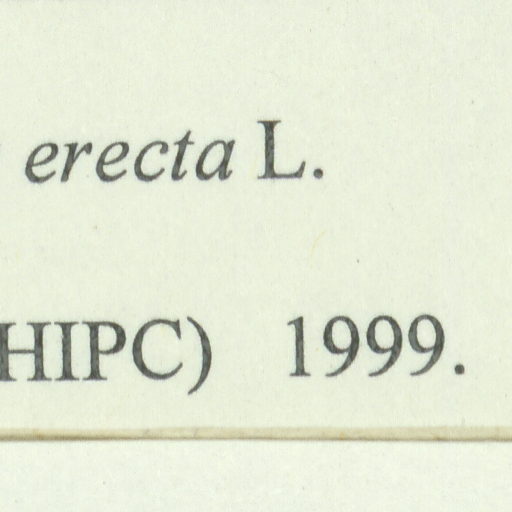 erecta L.
HIPC) 1999.